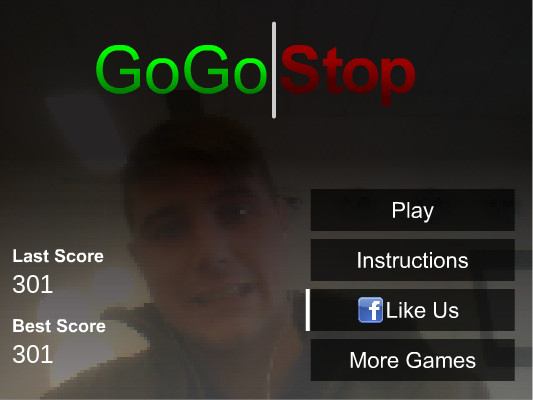 GoGo Stop
Play
Instructions
Last Score
301
f Like Us
Best Score
301
More Games